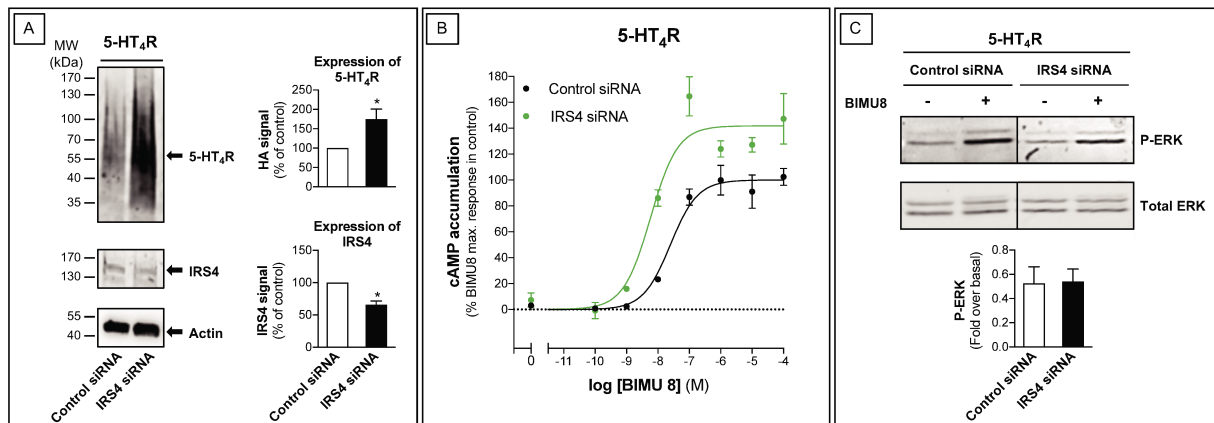 A
5-HT4R
MW
(kDa)
170
130
100
70
55
40
35
5-HT4R
170
130
IRS4
55
40
Actin
Control siRNA
IRS4 siRNA
Expression of
5-HT4R
HA signal
(% of control)
250
200
150
100
50
0
*
Expression of
IRS4
IRS4 signal
(% of control)
150
100
50
0
*
Control siRNA
IRS4 siRNA
B
5-HT4R
cAMP accumulation
(% BIMU8 max. response in control)
180
160
140
120
100
80
60
40
20
0
Control siRNA
IRS4 siRNA
0 -11 -10 -9 -8 -7 -6 -5 -4
log [BIMU 8] (M)
C
5-HT4R
Control siRNA IRS4 siRNA
BIMU8 - + - +
P-ERK
Total ERK
P-ERK
(Fold over basal)
0.8
0.6
0.4
0.2
0.0
Control siRNA
IRS4 siRNA